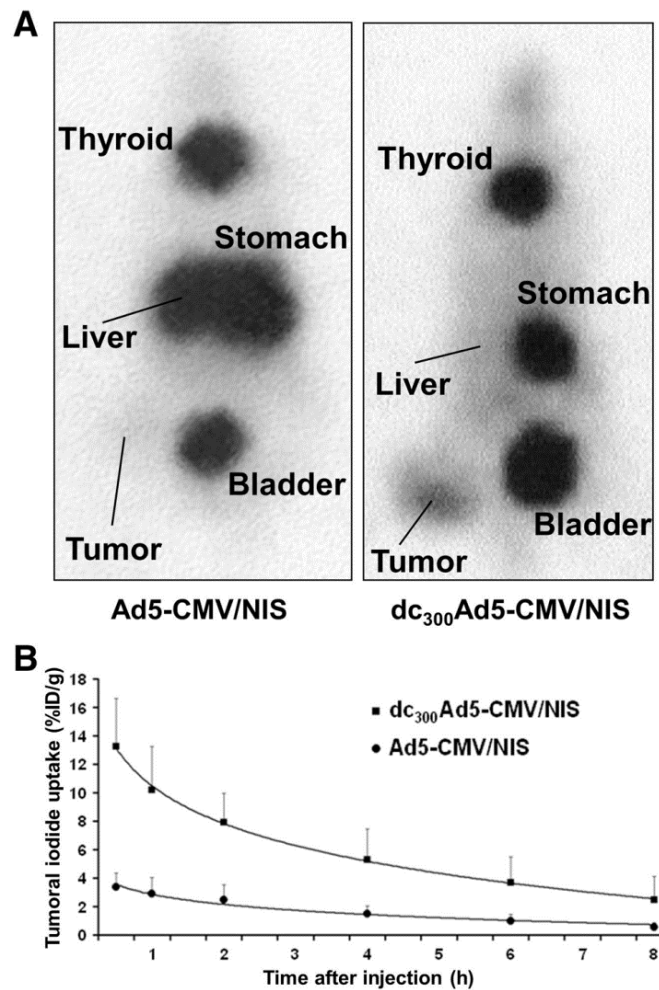 A
Thyroid
Stomach
Liver
Bladder
Tumor
Ad5-CMV/NIS
Thyroid
Stomach
Liver
Bladder
Tumor
dc₃₀₀Ad5-CMV/NIS
B
Tumoral iodide uptake (%ID/g)
18
16
14
12
10
8
6
4
2
0
dc₃₀₀Ad5-CMV/NIS
Ad5-CMV/NIS
1 2 3 4 5 6 7 8
Time after injection (h)